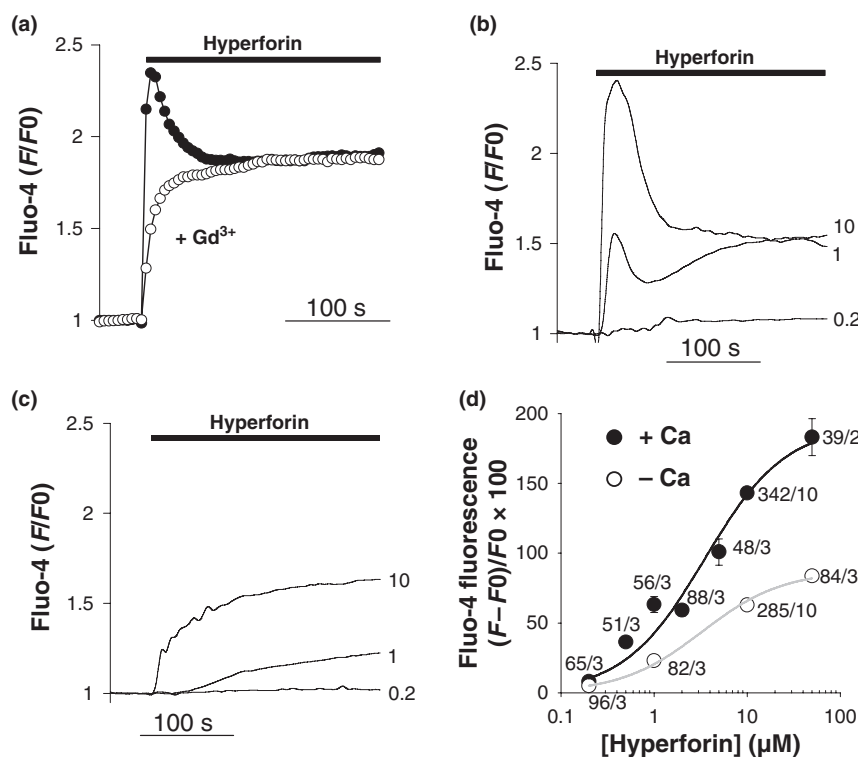 (a)
Hyperforin
2.5
2
1.5
1
Fluo-4 (F/F0)
+ Gd³⁺
100 s
(b)
Hyperforin
2.5
2
1.5
1
Fluo-4 (F/F0)
10
1
0.2
100 s
(c)
Hyperforin
2.5
2
1.5
1
Fluo-4 (F/F0)
10
1
0.2
100 s
(d)
200
150
100
50
0
Fluo-4 fluorescence
(F–F0)/F0 × 100
+ Ca
– Ca
39/2
342/10
48/3
56/3
88/3
51/3
84/3
285/10
65/3
82/3
96/3
0.1
1
10
100
[Hyperforin] (µM)